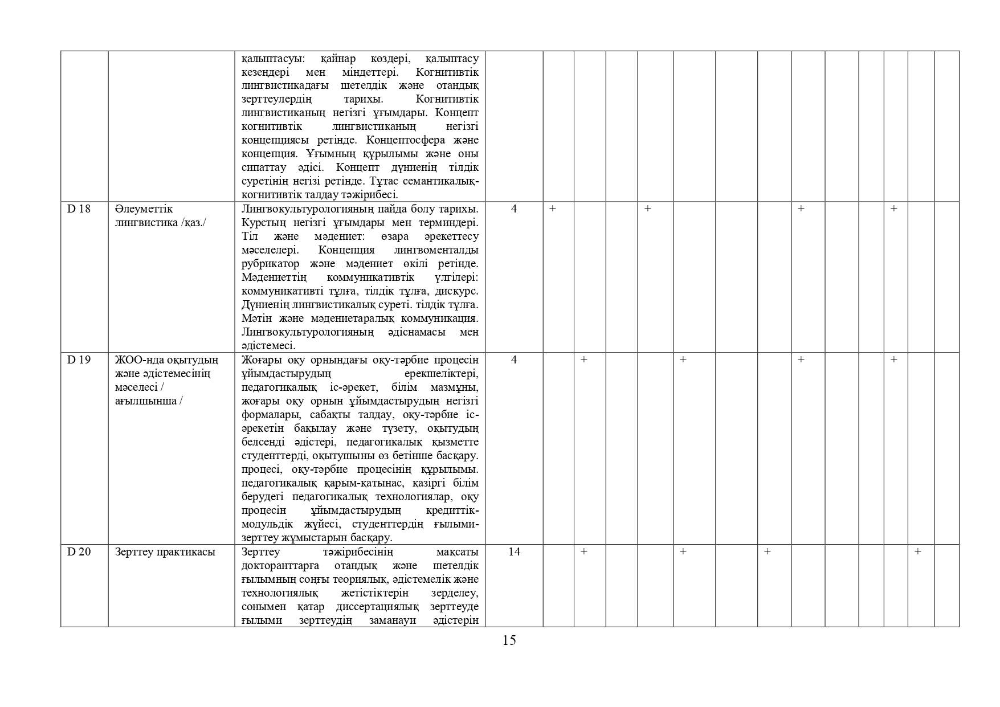 қалыптасуы: қайнар көздері, қалыптасу
кезеңдері мен міндеттері. Когнитивтік
лингвистикадағы шетелдік және отандық
зерттеулердің тарихы. Когнитивтік
лингвистиканың негізгі ұғымдары. Концепт
когнитивтік лингвистиканың негізгі
концепциясы ретінде. Концептосфера және
концепция. Ұғымның құрылымы және оны
сипаттау әдісі. Концепт дүниенің тілдік
суретінің негізі ретінде. Тұтас семантикалық-
когнитивтік талдау тәжірибесі.
D 18 Әлеуметтік Лингвокультурологияның пайда болу тарихы. 4 + + + +
лингвистика /қаз./ Курстың негізгі ұғымдары мен терминдері.
Тіл және мәдениет: өзара әрекеттесу
мәселелері. Концепция лингвоменталды
рубрикатор және мәдениет өкілі ретінде.
Мәдениеттің коммуникативтік үлгілері:
коммуникативті тұлға, тілдік тұлға, дискурс.
Дүниенің лингвистикалық суреті. тілдік тұлға.
Мәтін және мәдениетаралық коммуникация.
Лингвокультурологияның әдіснамасы мен
әдістемесі.
D 19 ЖОО-нда оқытудың Жоғары оқу орнындағы оқу-тәрбие процесін 4 + + + +
және әдістемесінің ұйымдастырудың ерекшеліктері,
мәселесі / педагогикалық іс-әрекет, білім мазмұны,
ағылшынша / жоғары оқу орнын ұйымдастырудың негізгі
формалары, сабақты талдау, оқу-тәрбие іс-
әрекетін бақылау және түзету, оқытудың
белсенді әдістері, педагогикалық қызметте
студенттерді, оқытушыны өз бетінше басқару.
процесі, оқу-тәрбие процесінің құрылымы.
педагогикалық қарым-қатынас, қазіргі білім
берудегі педагогикалық технологиялар, оқу
процесін ұйымдастырудың кредиттік-
модульдік жүйесі, студенттердің ғылыми-
зерттеу жұмыстарын басқару.
D 20 Зерттеу практикасы Зерттеу тәжірибесінің мақсаты 14 + + + +
докторанттарға отандық және шетелдік
ғылымның соңғы теориялық, әдістемелік және
технологиялық жетістіктерін зерделеу,
сонымен қатар диссертациялық зерттеуде
ғылыми зерттеудің заманауи әдістерін
15